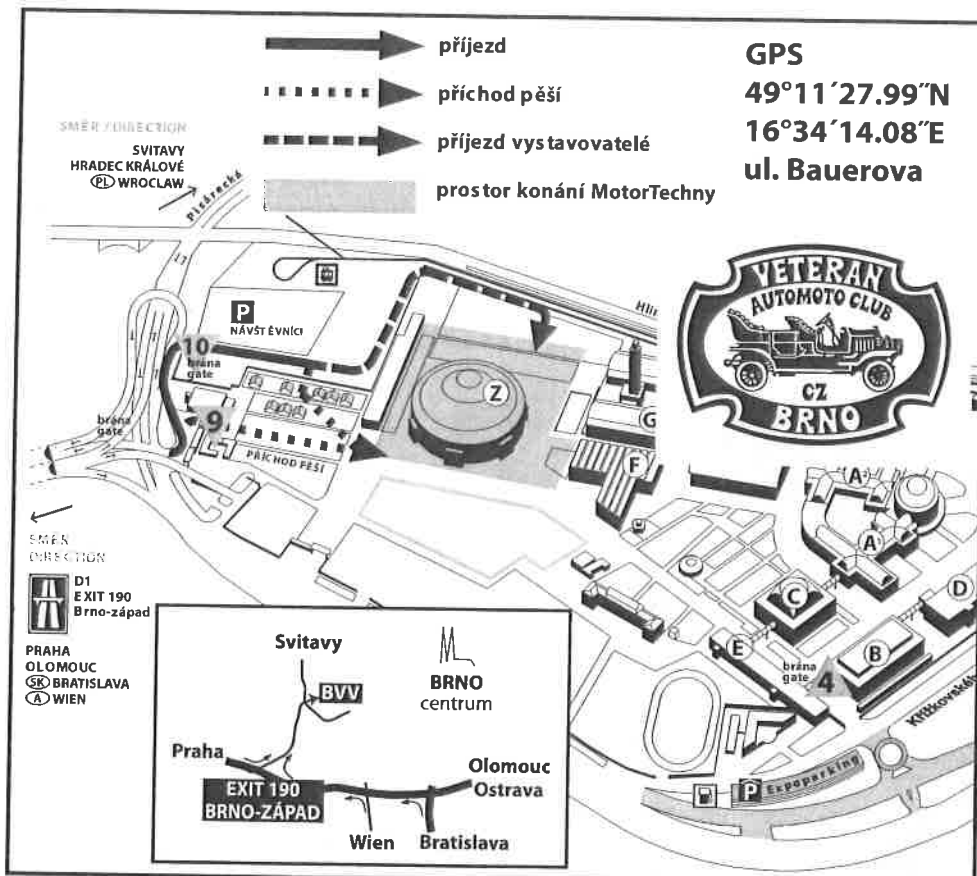 příjezd
příchod pěší
příjezd vystavovatelé
prostor konání MotorTechny
GPS
49°11´27.99˝N
16°34´14.08˝E
ul. Bauerova
SMĚR / DIRECTION
SVITAVY
HRADEC KRÁLOVÉ
PL WROCLAW
Pisárecká
P
NÁVŠTĚVNÍCI
10
brána
gate
9
brána
gate
PŘÍCHOD PĚŠÍ
Z
G
F
VETERAN
AUTOMOTO CLUB
CZ
BRNO
A²
A¹
C
D
E
B
brána
gate
4
P Expoparking
SMĚR
DIRECTION
D1
EXIT 190
Brno-západ
PRAHA
OLOMOUC
SK BRATISLAVA
A WIEN
Svitavy
BVV
BRNO
centrum
Praha
EXIT 190
BRNO-ZÁPAD
Olomouc
Ostrava
Wien
Bratislava